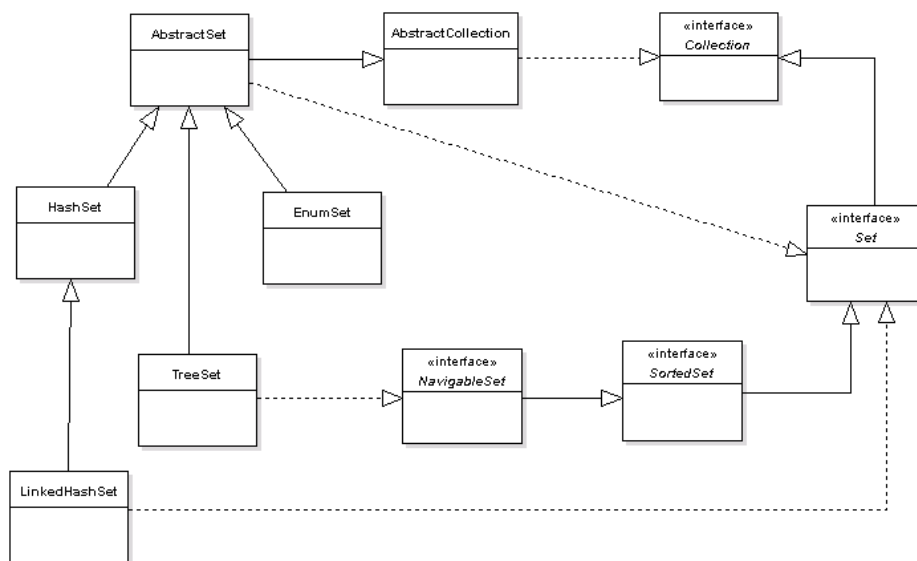 AbstractSet
AbstractCollection
«interface»
Collection
HashSet
EnumSet
«interface»
Set
TreeSet
«interface»
NavigableSet
«interface»
SortedSet
LinkedHashSet